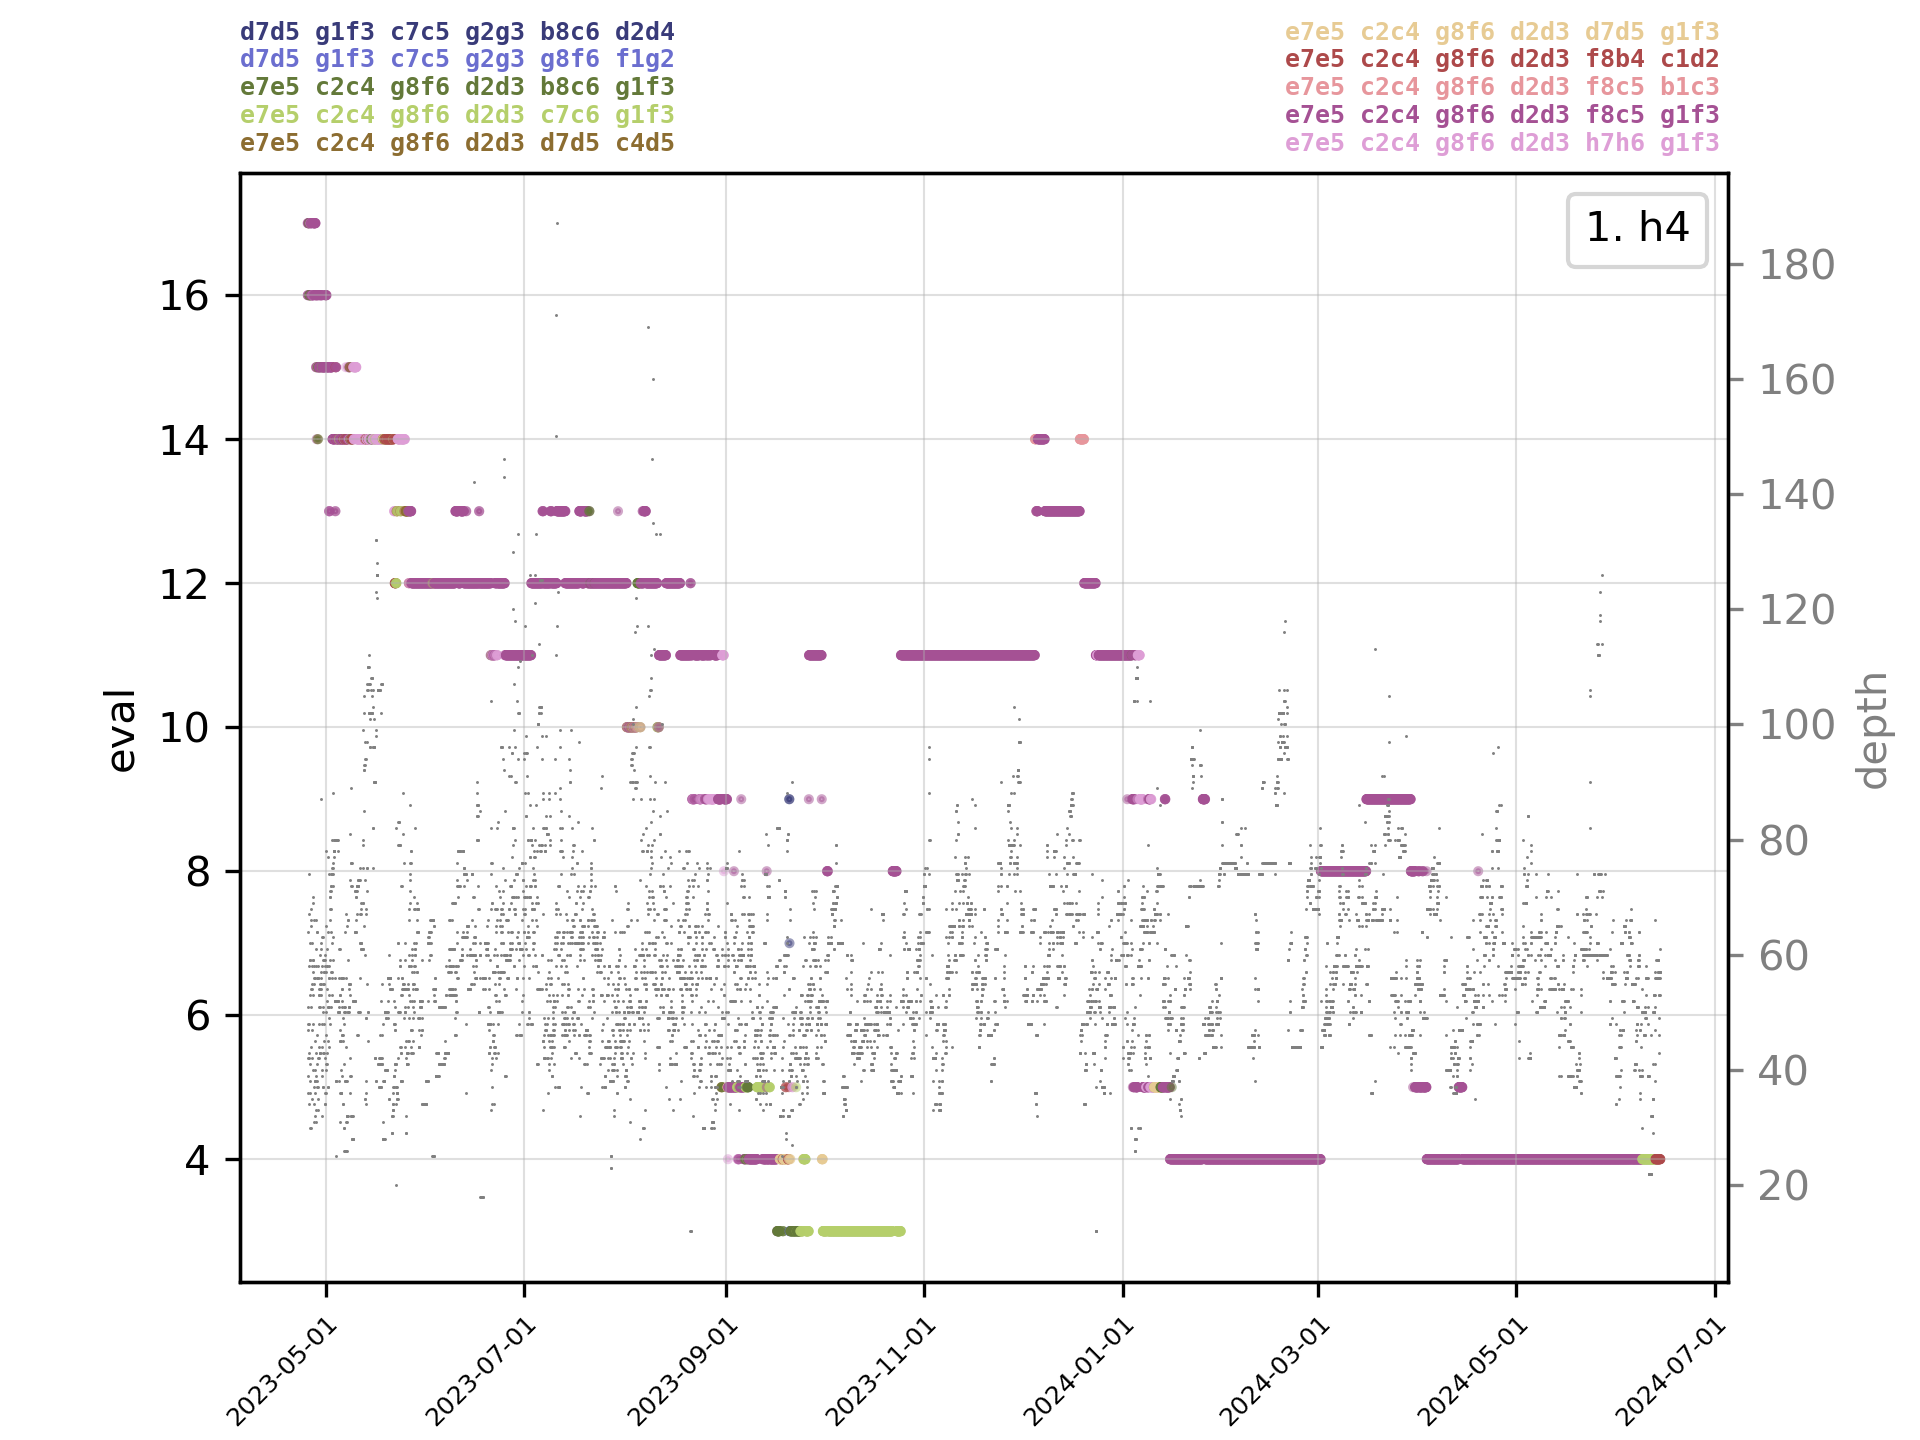 d7d5 g1f3 c7c5 g2g3 b8c6 d2d4
d7d5 g1f3 c7c5 g2g3 g8f6 f1g2
e7e5 c2c4 g8f6 d2d3 b8c6 g1f3
e7e5 c2c4 g8f6 d2d3 c7c6 g1f3
e7e5 c2c4 g8f6 d2d3 d7d5 c4d5
e7e5 c2c4 g8f6 d2d3 d7d5 g1f3
e7e5 c2c4 g8f6 d2d3 f8b4 c1d2
e7e5 c2c4 g8f6 d2d3 f8c5 b1c3
e7e5 c2c4 g8f6 d2d3 f8c5 g1f3
e7e5 c2c4 g8f6 d2d3 h7h6 g1f3
1. h4
eval
16
14
12
10
8
6
4
depth
180
160
140
120
100
80
60
40
20
2023-05-01
2023-07-01
2023-09-01
2023-11-01
2024-01-01
2024-03-01
2024-05-01
2024-07-01